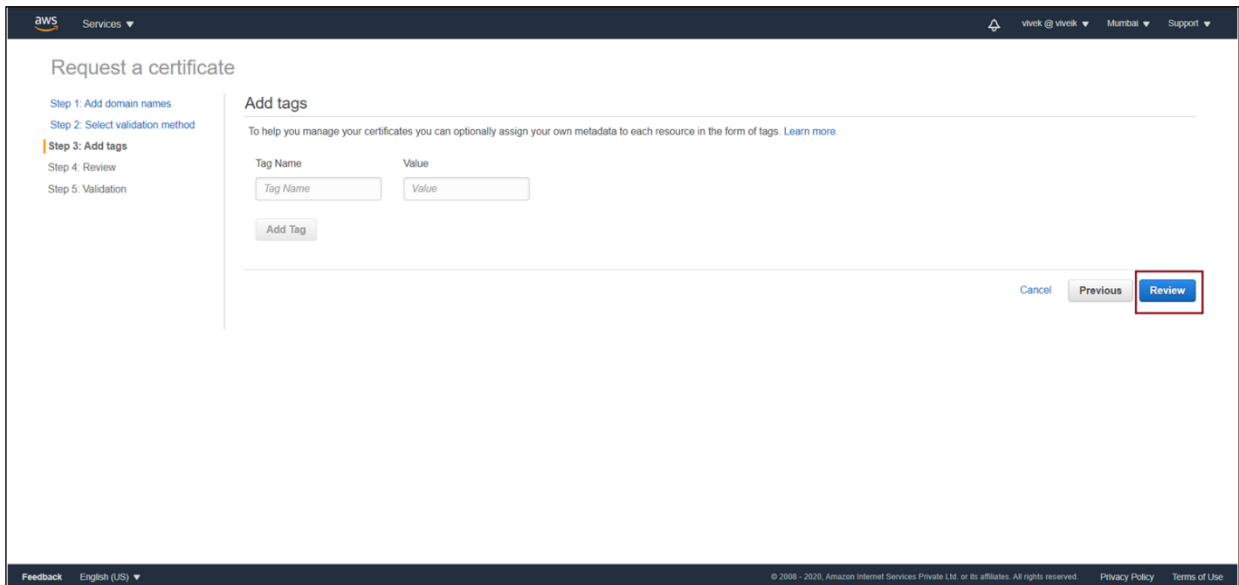 aws Services ▼ vivek @ viveik ▼ Mumbai ▼ Support ▼
Request a certificate
Step 1: Add domain names
Step 2: Select validation method
Step 3: Add tags
Step 4: Review
Step 5: Validation
Add tags
To help you manage your certificates you can optionally assign your own metadata to each resource in the form of tags. Learn more.
Tag Name Value
Tag Name Value
Add Tag
Cancel Previous Review
Feedback English (US) ▼ © 2008 - 2020, Amazon Internet Services Private Ltd. or its affiliates. All rights reserved. Privacy Policy Terms of Use